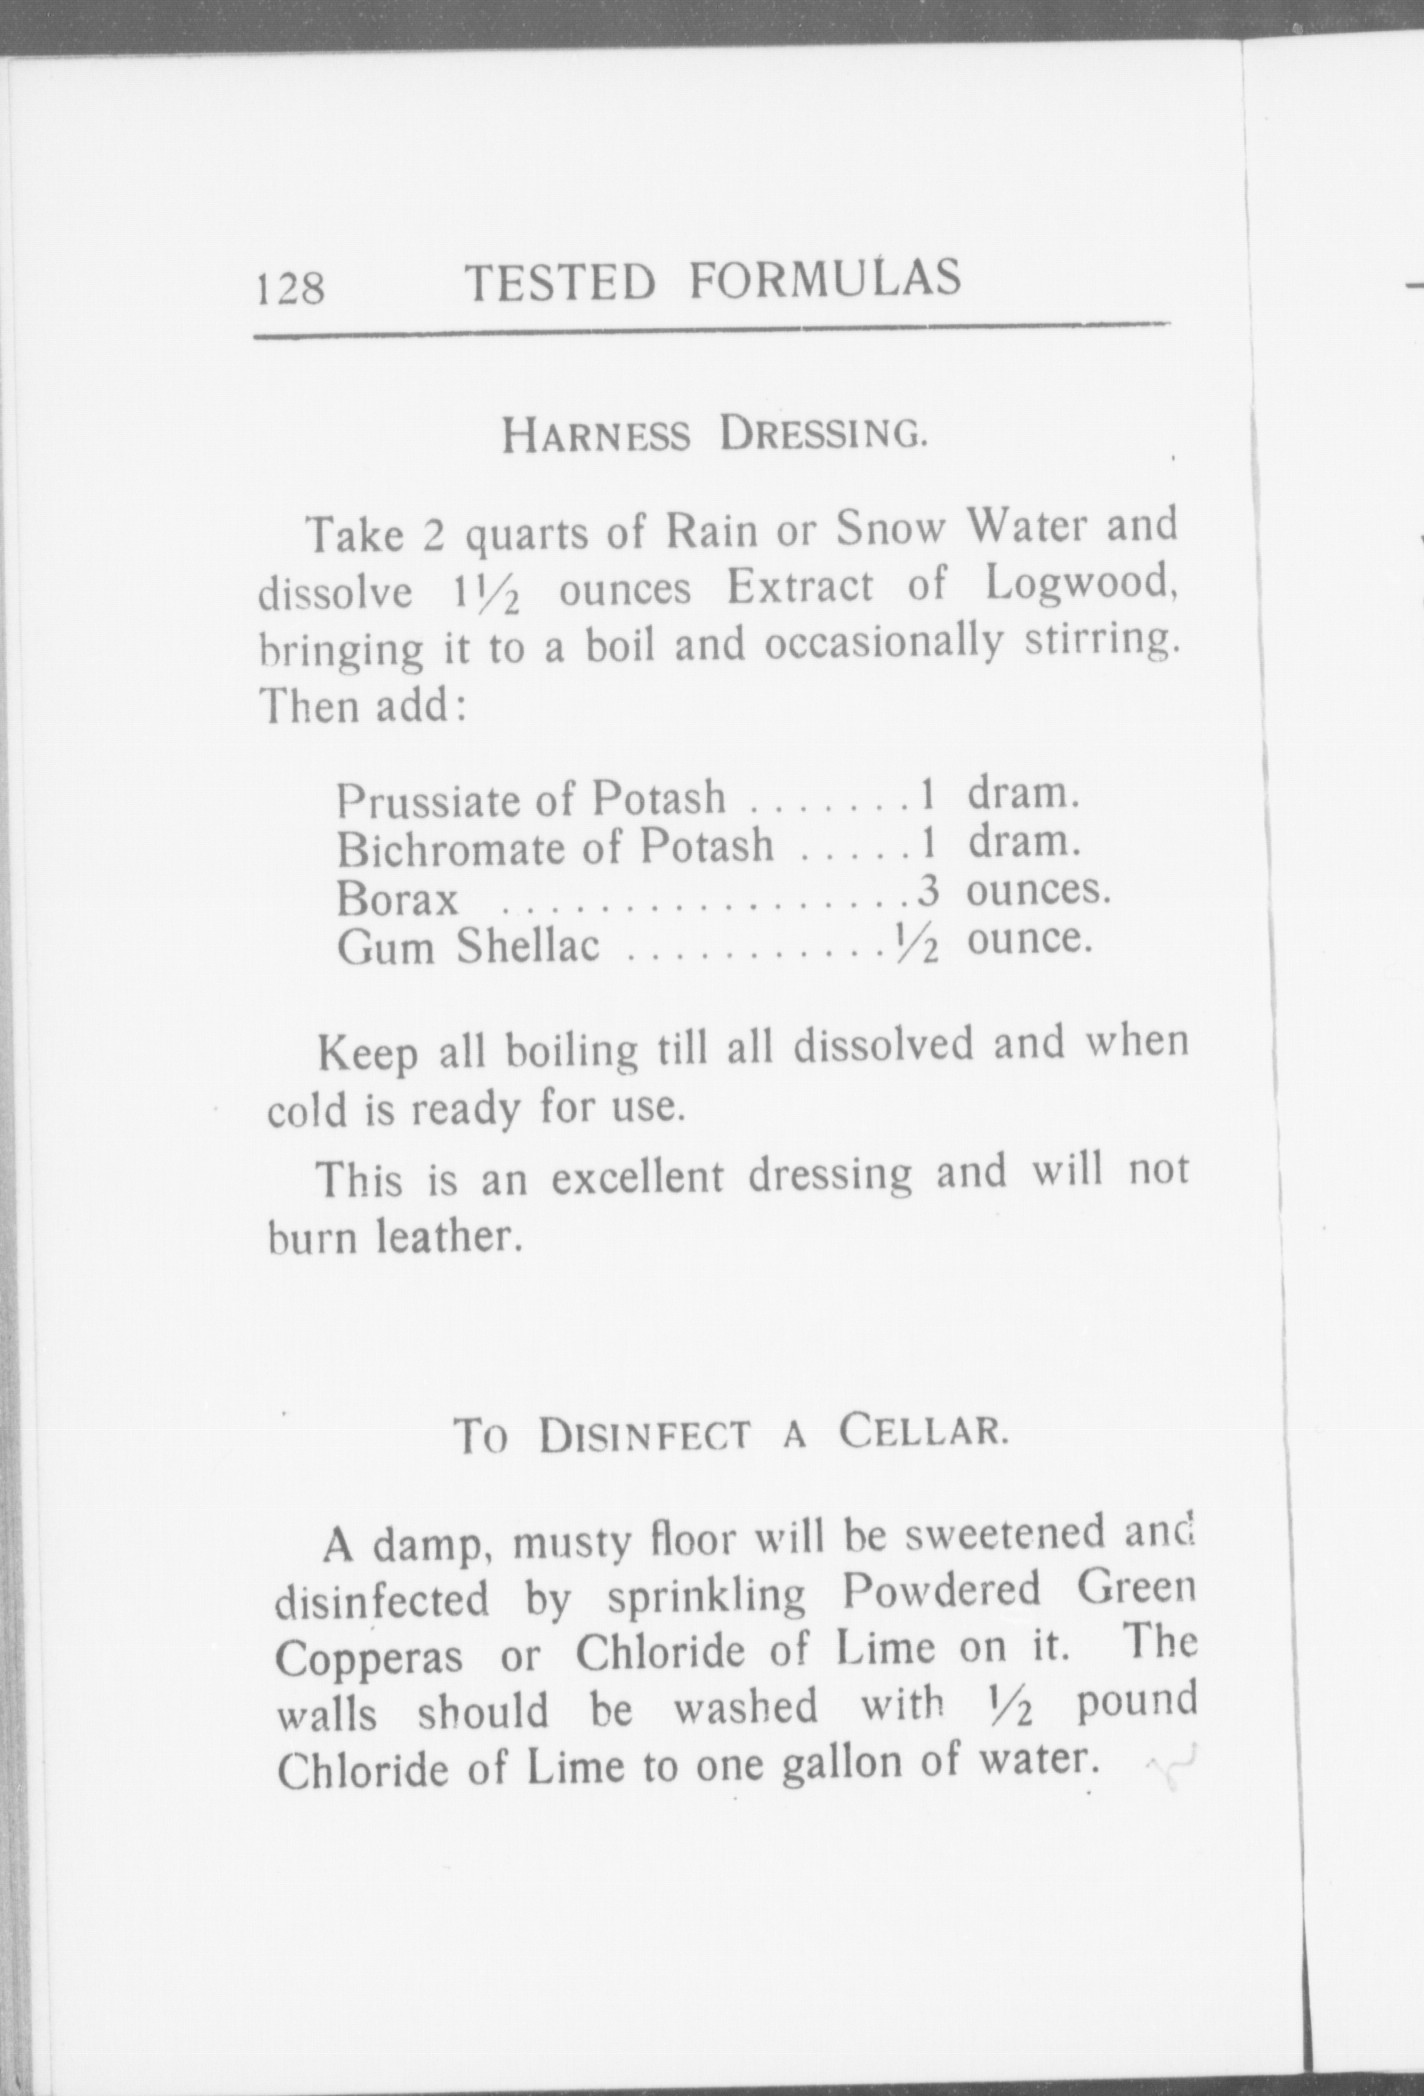 128 TESTED FORMULAS
HARNESS DRESSING.
Take 2 quarts of Rain or Snow Water and
dissolve 1½ ounces Extract of Logwood,
bringing it to a boil and occasionally stirring.
Then add:
Prussiate of Potash . . . . . . . 1 dram.
Bichromate of Potash . . . . . 1 dram.
Borax . . . . . . . . . . . . . . . . . 3 ounces.
Gum Shellac . . . . . . . . . . . ½ ounce.
Keep all boiling till all dissolved and when
cold is ready for use.
This is an excellent dressing and will not
burn leather.
TO DISINFECT A CELLAR.
A damp, musty floor will be sweetened and
disinfected by sprinkling Powdered Green
Copperas or Chloride of Lime on it. The
walls should be washed with ½ pound
Chloride of Lime to one gallon of water.